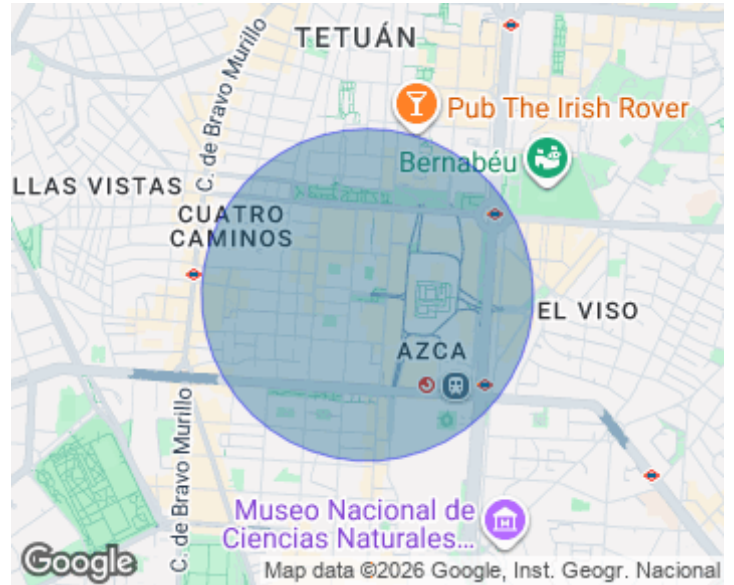 TETUÁN
C. de Bravo Murillo
Pub The Irish Rover
Bernabéu
LLAS VISTAS
CUATRO
CAMINOS
EL VISO
AZCA
C. de Bravo Murillo
Museo Nacional de
Ciencias Naturales...
Google
Map data ©2026 Google, Inst. Geogr. Nacional